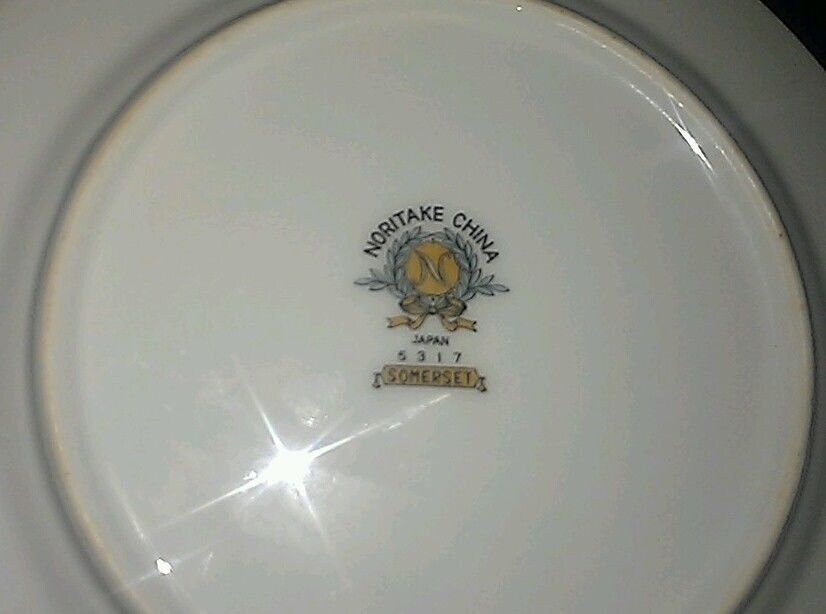 NORITAKE CHINA
N
JAPAN
5317
SOMERSET